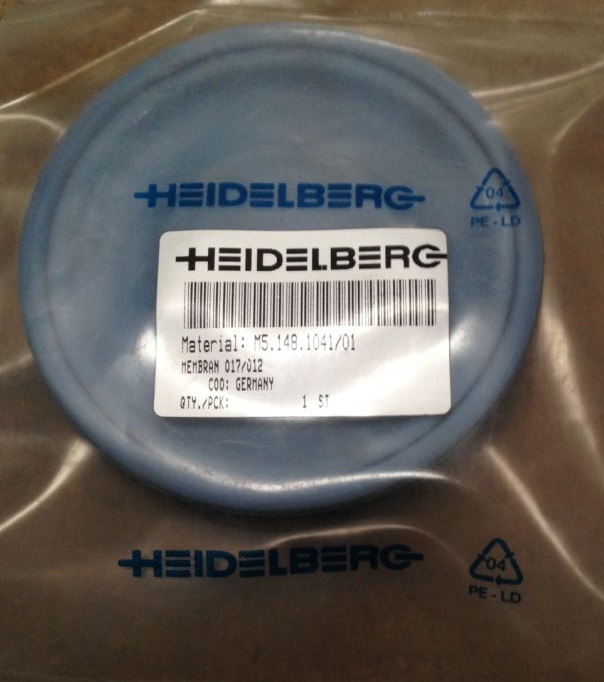 HEIDELBERG
04
PE-LD
HEIDELBERG
Material: M5.148.1041/01
MEMBRAN 017/012
COO: GERMANY
QTY./PCK: 1 ST
HEIDELBERG
04
PE-LD